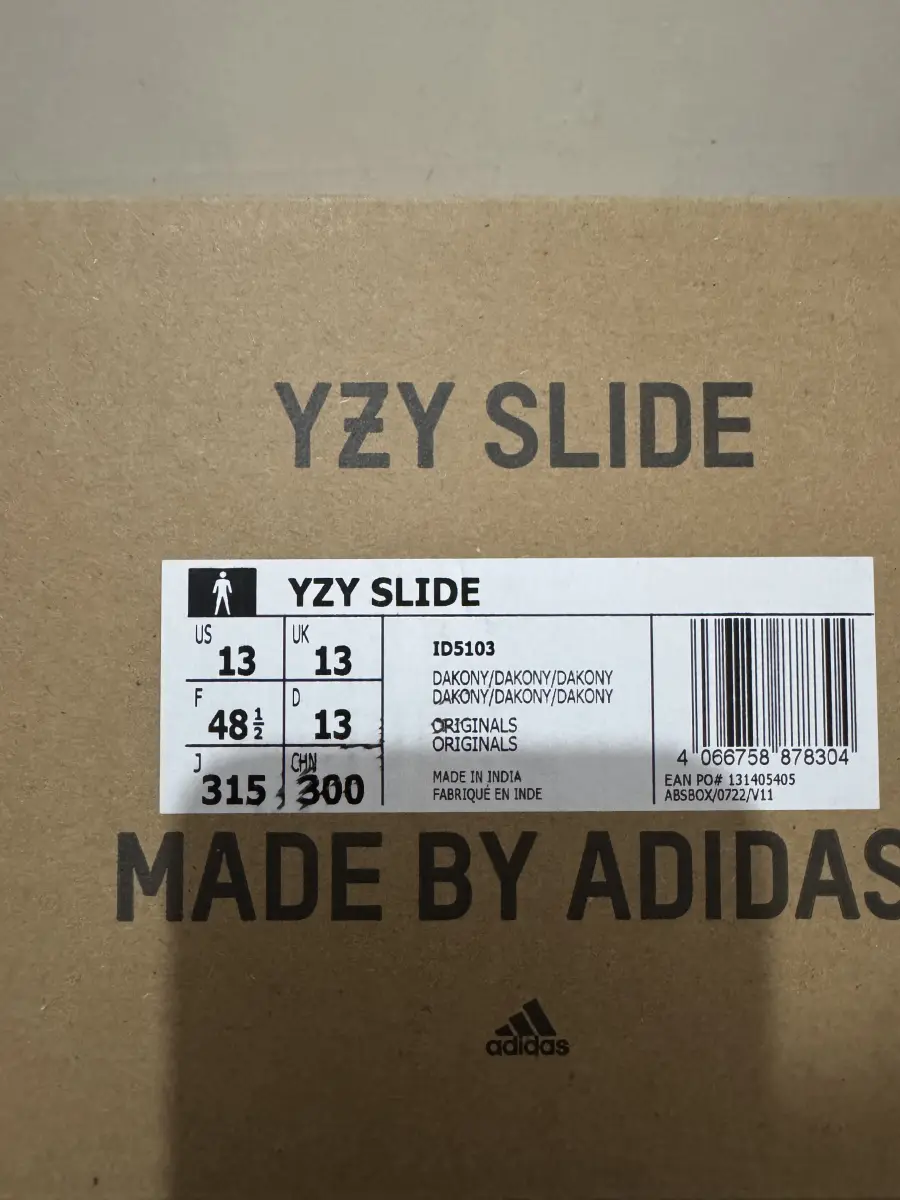 YZY SLIDE
YZY SLIDE
US 13 UK 13
F 48 1/2 D 13
J 315 CHN 300
ID5103
DAKONY/DAKONY/DAKONY
DAKONY/DAKONY/DAKONY
ORIGINALS
ORIGINALS
MADE IN INDIA
FABRIQUÉ EN INDE
4 066758 878304
EAN PO# 131405405
ABSBOX/0722/V11
MADE BY ADIDAS
adidas